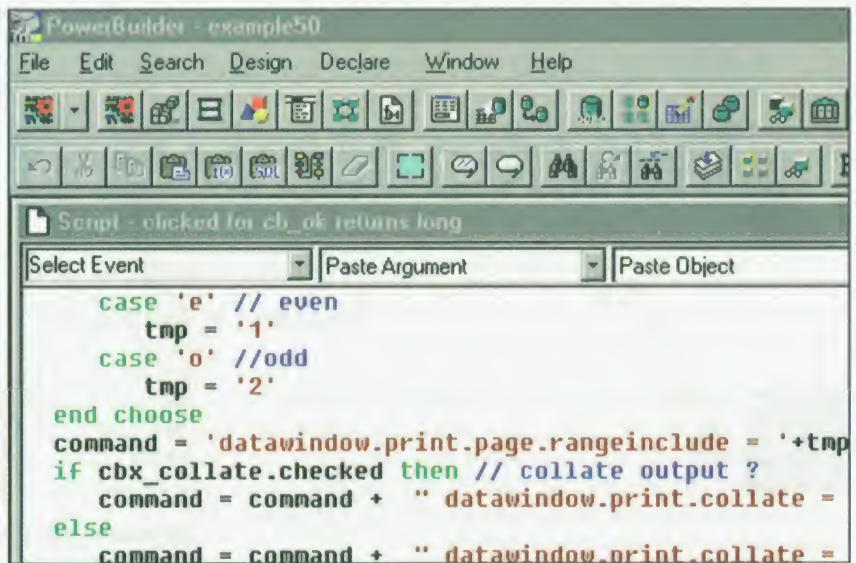 PowerBuilder - example50
File Edit Search Design Declare Window Help
SQL
Script - clicked for cb_ok returns long
Select Event Paste Argument Paste Object
case 'e' // even
tmp = '1'
case 'o' //odd
tmp = '2'
end choose
command = 'datawindow.print.page.rangeinclude = '+tmp
if cbx_collate.checked then // collate output ?
command = command + " datawindow.print.collate =
else
command = command + " datawindow.print.collate =